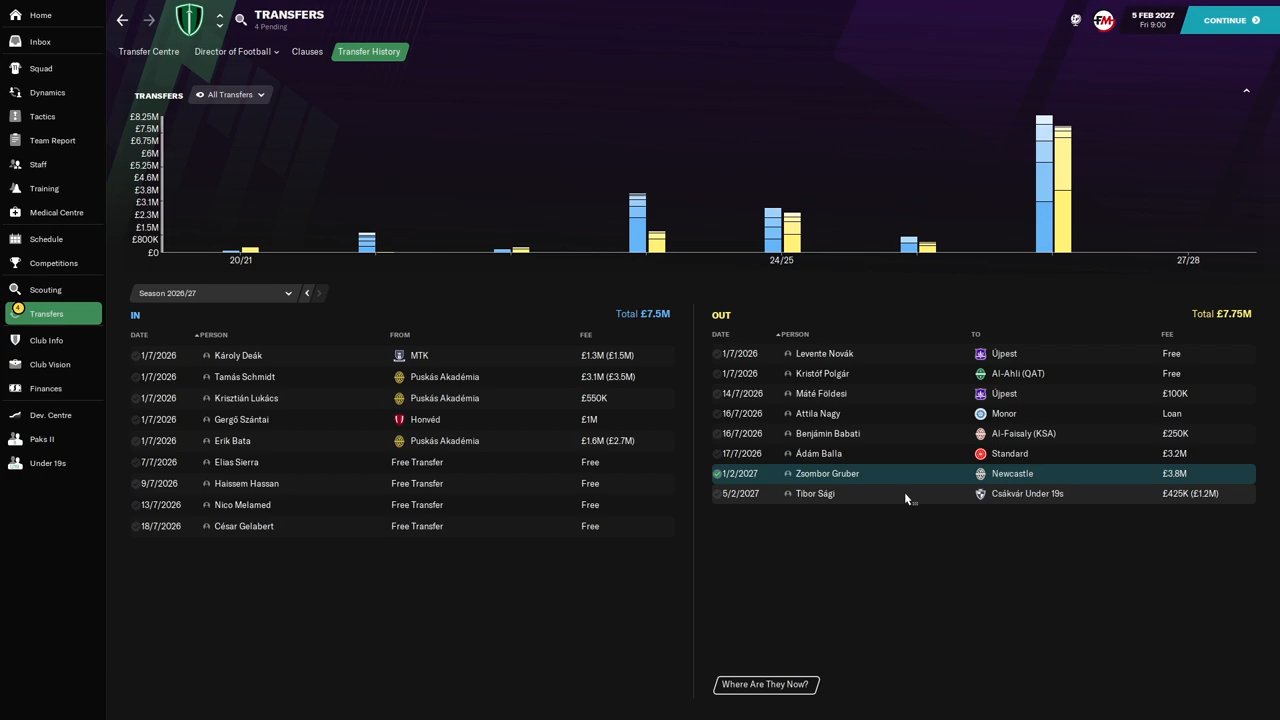 Home
TRANSFERS
4 Pending
FM
5 FEB 2027
Fri 9:00
CONTINUE
Inbox
Transfer Centre Director of Football Clauses Transfer History
Squad
Dynamics
Tactics
Team Report
Staff
Training
Medical Centre
Schedule
Competitions
Scouting
4
Transfers
Club Info
Club Vision
Finances
Dev. Centre
Paks II
Under 19s
TRANSFERS All Transfers
£8.25M
£7.5M
£6.75M
£6M
£5.25M
£4.6M
£3.8M
£3.1M
£2.3M
£1.5M
£800K
£0
20/21 24/25 27/28
Season 2026/27
IN Total £7.5M
DATE PERSON FROM FEE
1/7/2026 Károly Deák MTK £1.3M (£1.5M)
1/7/2026 Tamás Schmidt Puskás Akadémia £3.1M (£3.5M)
1/7/2026 Krisztián Lukács Puskás Akadémia £550K
1/7/2026 Gergő Szántai Honvéd £1M
1/7/2026 Erik Bata Puskás Akadémia £1.6M (£2.7M)
7/7/2026 Elias Sierra Free Transfer Free
9/7/2026 Haissem Hassan Free Transfer Free
13/7/2026 Nico Melamed Free Transfer Free
18/7/2026 César Gelabert Free Transfer Free
OUT Total £7.75M
DATE PERSON TO FEE
1/7/2026 Levente Novák Újpest Free
1/7/2026 Kristóf Polgár Al-Ahli (QAT) Free
14/7/2026 Máté Földesi Újpest £100K
16/7/2026 Attila Nagy Monor Loan
16/7/2026 Benjámin Babati Al-Faisaly (KSA) £250K
17/7/2026 Ádám Balla Standard £3.2M
1/2/2027 Zsombor Gruber Newcastle £3.8M
5/2/2027 Tibor Sági Csákvár Under 19s £425K (£1.2M)
Where Are They Now?